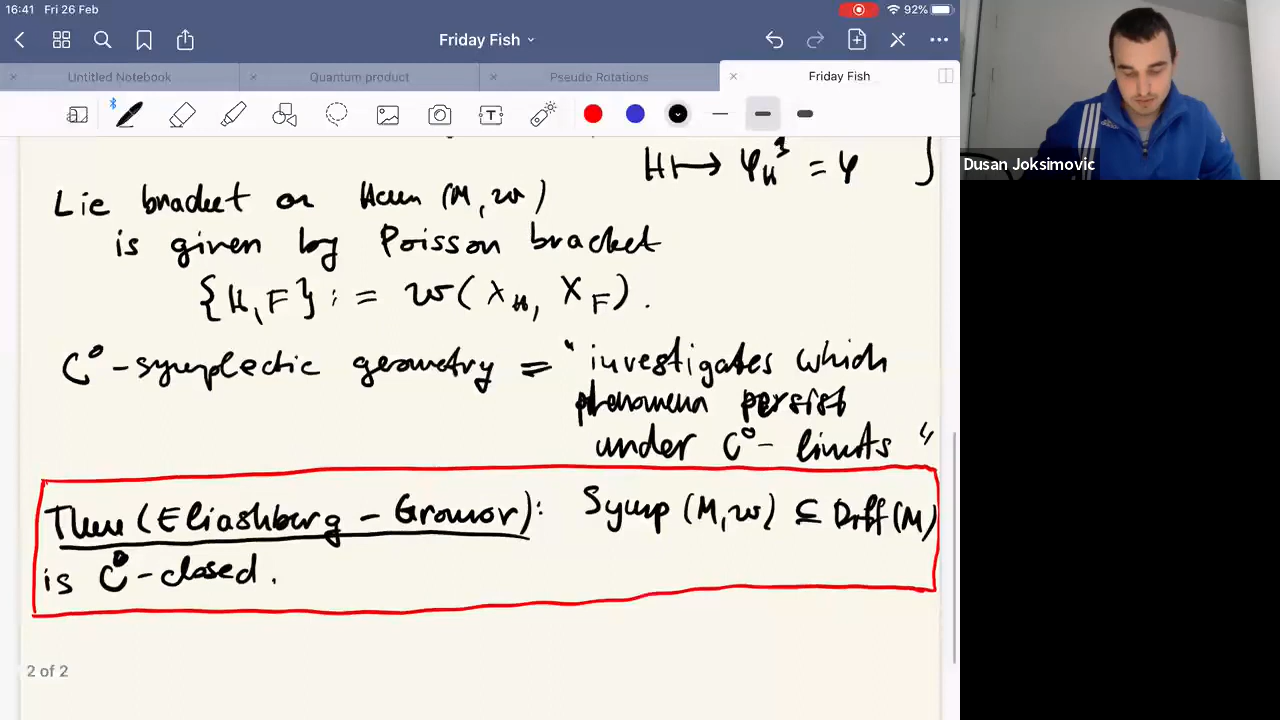 16:41 Fri 26 Feb 92%
Friday Fish
Untitled Notebook Quantum product Pseudo Rotations Friday Fish
H ↦ φ_H^1 = φ }
Lie bracket on Ham (M, ω)
is given by Poisson bracket
{H, F} := ω(X_H, X_F).
C⁰-symplectic geometry = "investigates which
phenomena persist
under C⁰-limits"
Thm (Eliashberg - Gromov): Symp (M, ω) ⊆ Diff (M)
is C⁰-closed.
2 of 2
Dusan Joksimovic